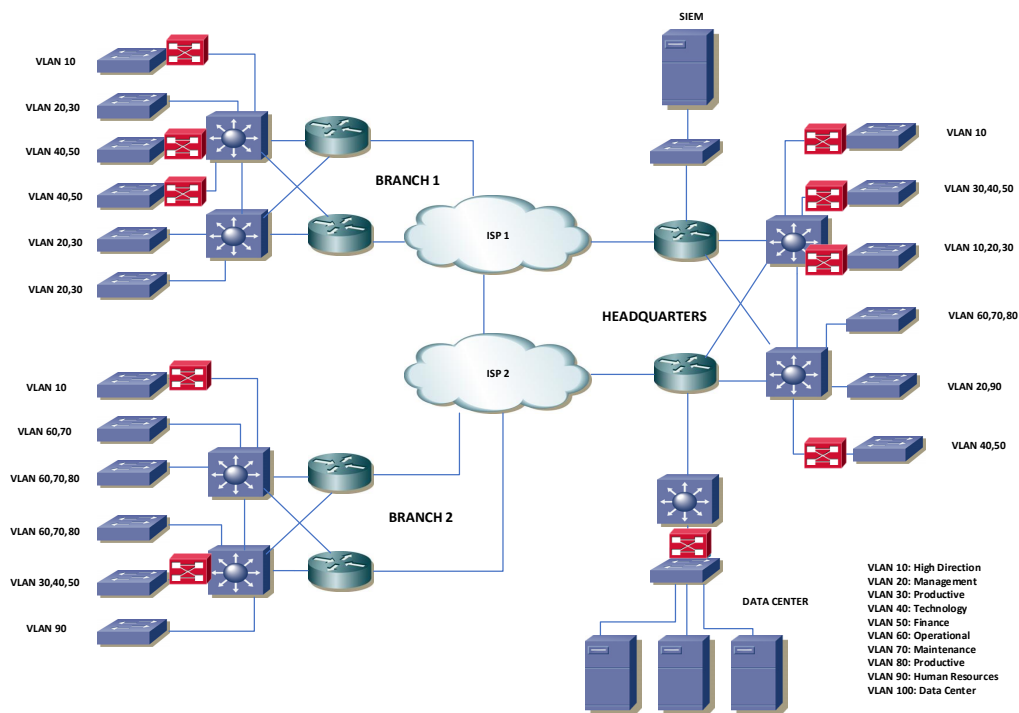 SIEM
VLAN 10
VLAN 20,30
VLAN 40,50
VLAN 40,50
VLAN 20,30
VLAN 20,30
BRANCH 1
ISP 1
VLAN 10
VLAN 30,40,50
VLAN 10,20,30
HEADQUARTERS
VLAN 60,70,80
VLAN 20,90
VLAN 40,50
ISP 2
VLAN 10
VLAN 60,70
VLAN 60,70,80
VLAN 60,70,80
VLAN 30,40,50
VLAN 90
BRANCH 2
DATA CENTER
VLAN 10: High Direction
VLAN 20: Management
VLAN 30: Productive
VLAN 40: Technology
VLAN 50: Finance
VLAN 60: Operational
VLAN 70: Maintenance
VLAN 80: Productive
VLAN 90: Human Resources
VLAN 100: Data Center